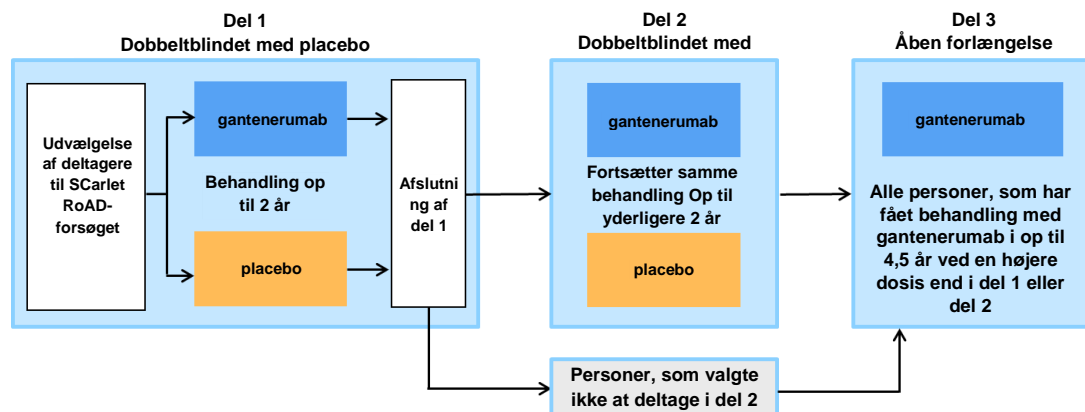 Del 1
Dobbeltblindet med placebo
Udvælgelse
af deltagere
til SCarlet
RoAD-
forsøget
gantenerumab
Behandling op
til 2 år
placebo
Afslutni
ng af
del 1
Del 2
Dobbeltblindet med
gantenerumab
Fortsætter samme
behandling Op til
yderligere 2 år
placebo
Personer, som valgte
ikke at deltage i del 2
Del 3
Åben forlængelse
gantenerumab
Alle personer, som har
fået behandling med
gantenerumab i op til
4,5 år ved en højere
dosis end i del 1 eller
del 2